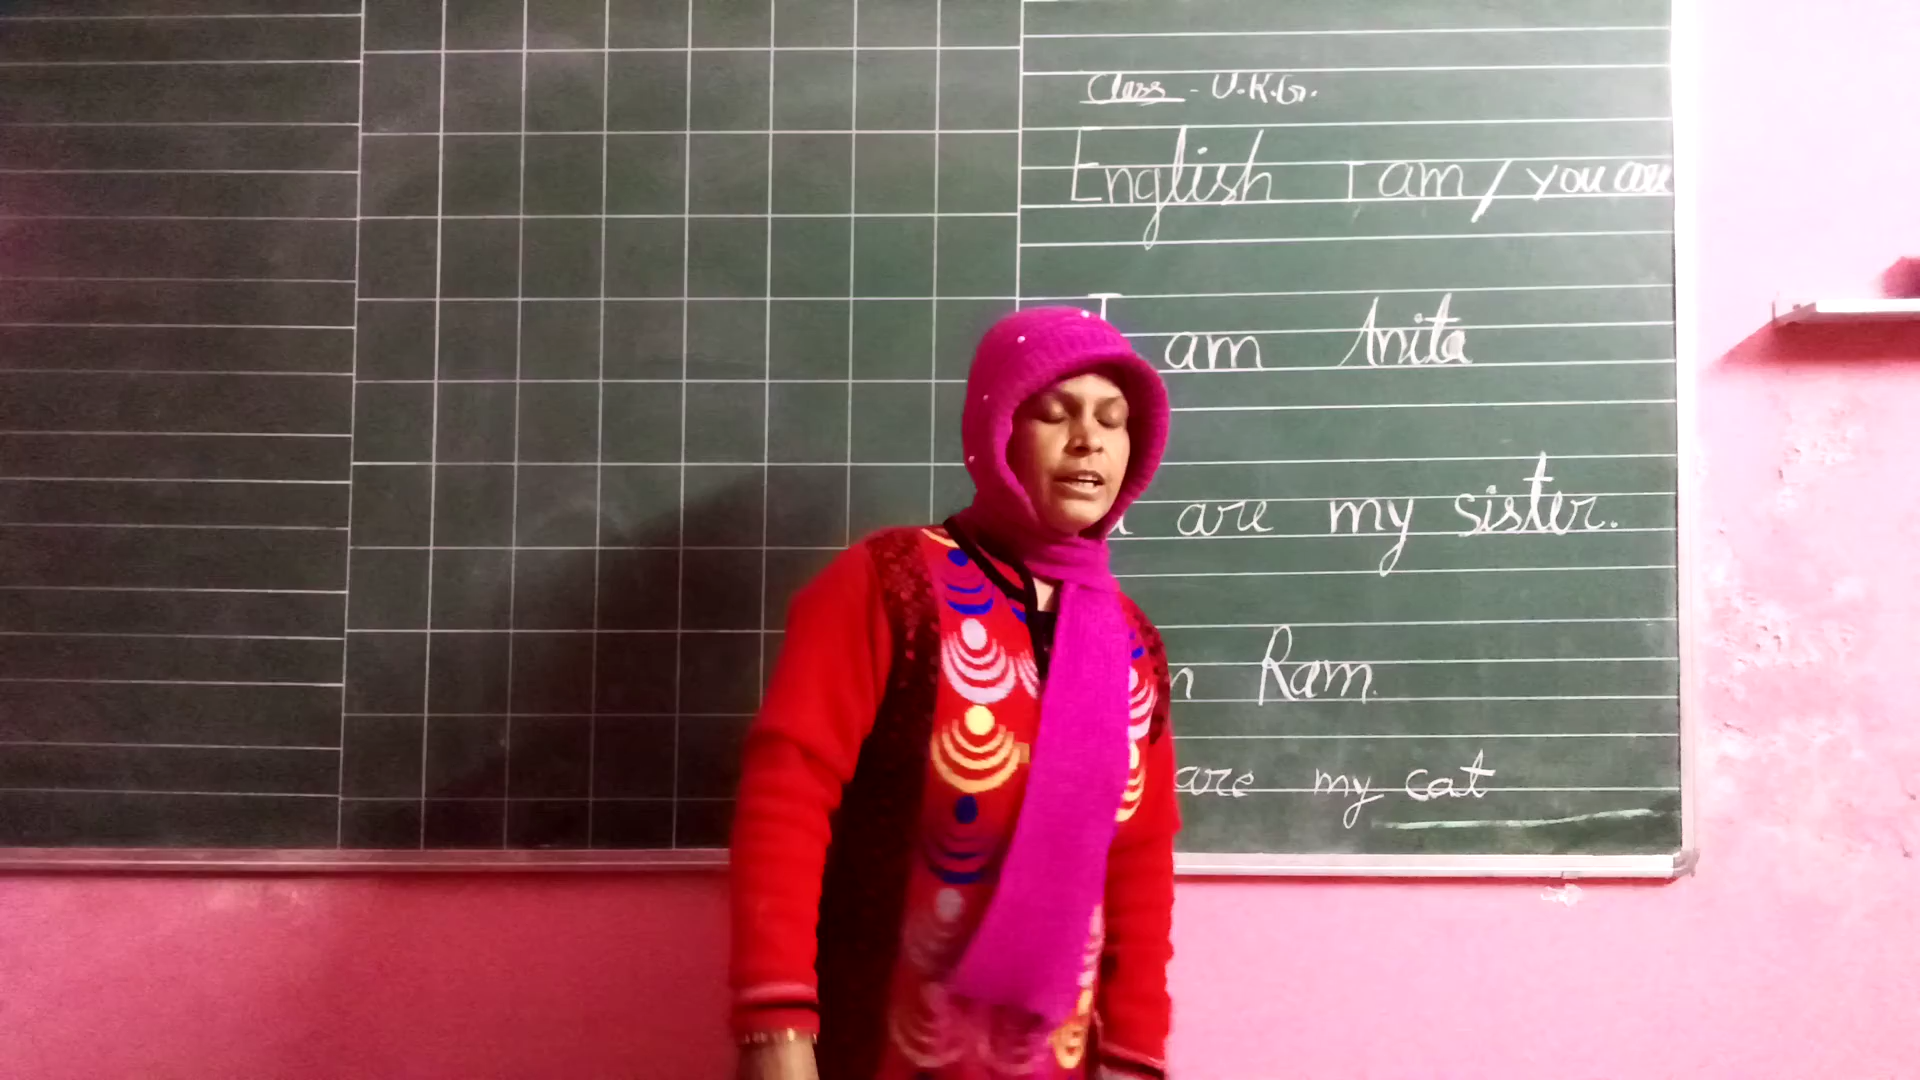 Class - U.K.G.
English I am / you are
I am Anita
are my sister.
Ram.
are my cat